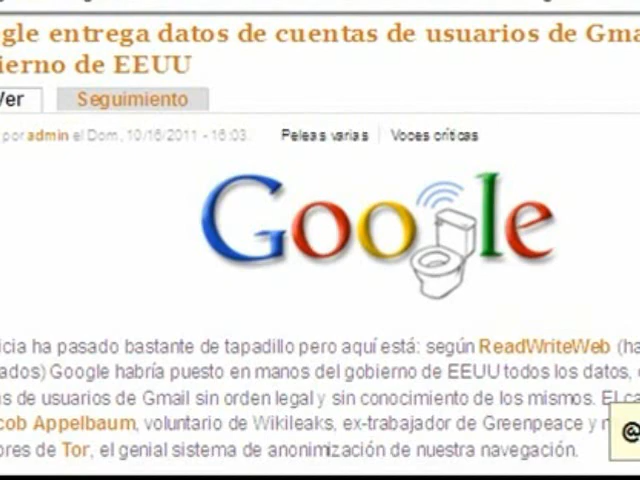 gle entrega datos de cuentas de usuarios de Gma
ierno de EEUU
Ver Seguimiento
por admin el Dom, 10/16/2011 - 16:03. Peleas varias Voces críticas
Google
icia ha pasado bastante de tapadillo pero aquí está: según ReadWriteWeb (ha
ados) Google habría puesto en manos del gobierno de EEUU todos los datos,
s de usuarios de Gmail sin orden legal y sin conocimiento de los mismos. El ca
cob Appelbaum, voluntario de Wikileaks, ex-trabajador de Greenpeace y
ores de Tor, el genial sistema de anonimización de nuestra navegación.
@